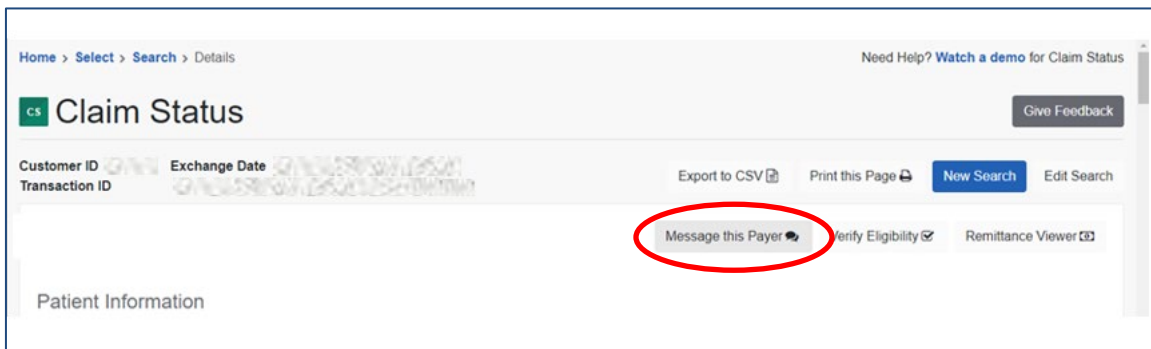 Home > Select > Search > Details
Need Help? Watch a demo for Claim Status
cs Claim Status
Give Feedback
Customer ID
Exchange Date
Transaction ID
Export to CSV
Print this Page
New Search
Edit Search
Message this Payer
Verify Eligibility
Remittance Viewer
Patient Information